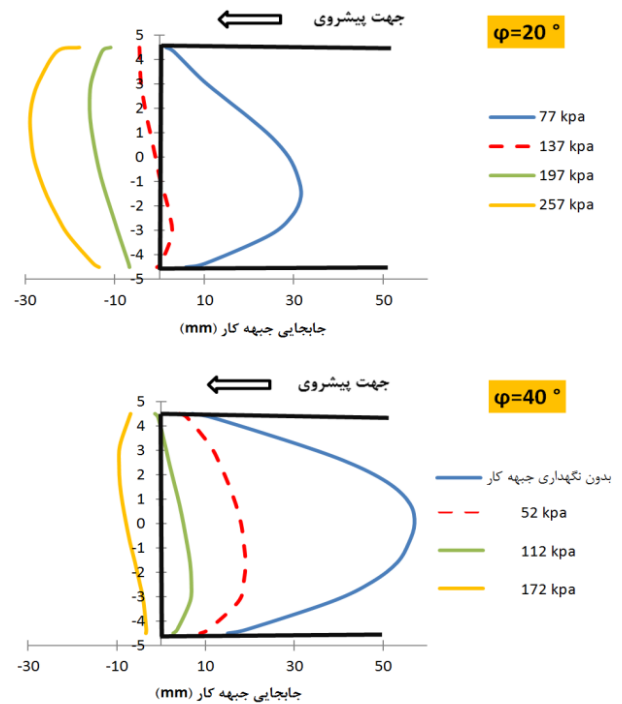 جهت پیشروی
φ=20 °
5
4
3
2
1
0
-1
-2
-3
-4
-5
-30
-10
10
30
50
جابجایی جبهه کار (mm)
77 kpa
137 kpa
197 kpa
257 kpa
جهت پیشروی
φ=40 °
5
4
3
2
1
0
-1
-2
-3
-4
-5
-30
-10
10
30
50
جابجایی جبهه کار (mm)
بدون نگهداری جبهه کار
52 kpa
112 kpa
172 kpa